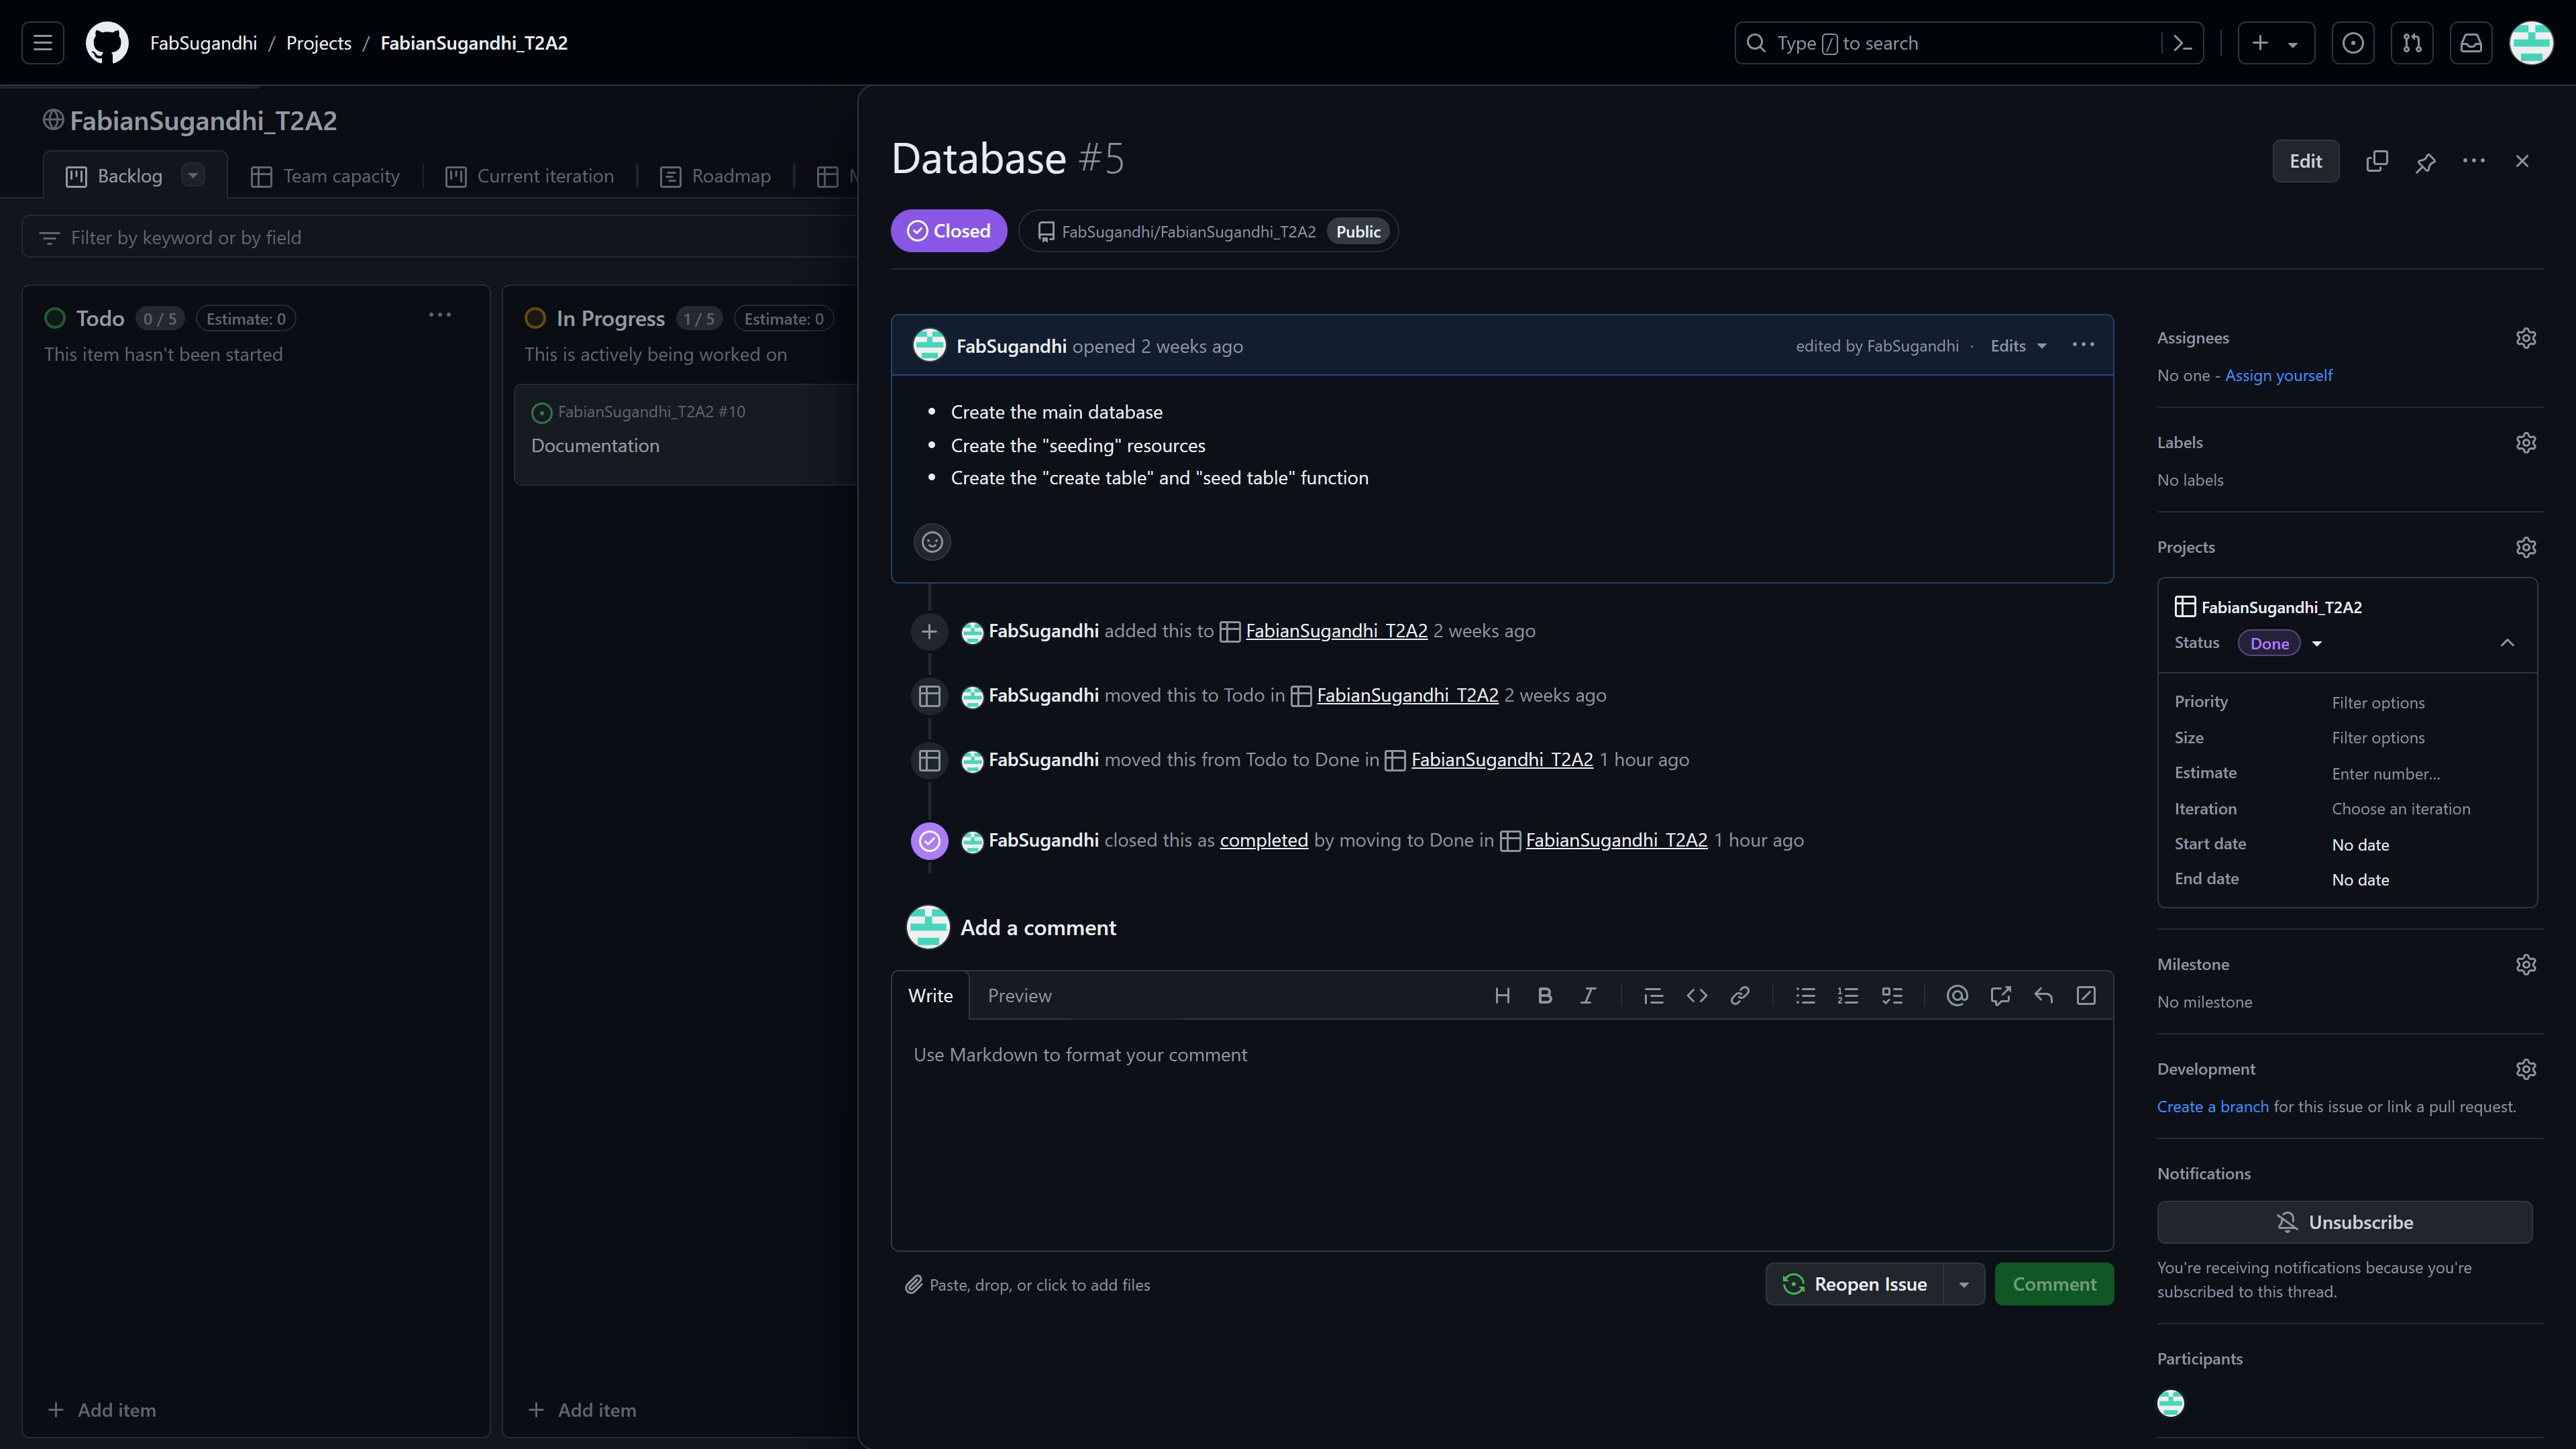 FabSugandhi / Projects / FabianSugandhi_T2A2
Type / to search
FabianSugandhi_T2A2
Backlog
Team capacity
Current iteration
Roadmap
Filter by keyword or by field
Todo 0 / 5 Estimate: 0
This item hasn't been started
Add item
In Progress 1 / 5 Estimate: 0
This is actively being worked on
FabianSugandhi_T2A2 #10
Documentation
Add item
Database #5
Edit
Closed
FabSugandhi/FabianSugandhi_T2A2 Public
FabSugandhi opened 2 weeks ago
edited by FabSugandhi · Edits
Create the main database
Create the "seeding" resources
Create the "create table" and "seed table" function
FabSugandhi added this to FabianSugandhi_T2A2 2 weeks ago
FabSugandhi moved this to Todo in FabianSugandhi_T2A2 2 weeks ago
FabSugandhi moved this from Todo to Done in FabianSugandhi_T2A2 1 hour ago
FabSugandhi closed this as completed by moving to Done in FabianSugandhi_T2A2 1 hour ago
Add a comment
Write
Preview
Use Markdown to format your comment
Paste, drop, or click to add files
Reopen Issue
Comment
Assignees
No one - Assign yourself
Labels
No labels
Projects
FabianSugandhi_T2A2
Status Done
Priority Filter options
Size Filter options
Estimate Enter number...
Iteration Choose an iteration
Start date No date
End date No date
Milestone
No milestone
Development
Create a branch for this issue or link a pull request.
Notifications
Unsubscribe
You're receiving notifications because you're
subscribed to this thread.
Participants